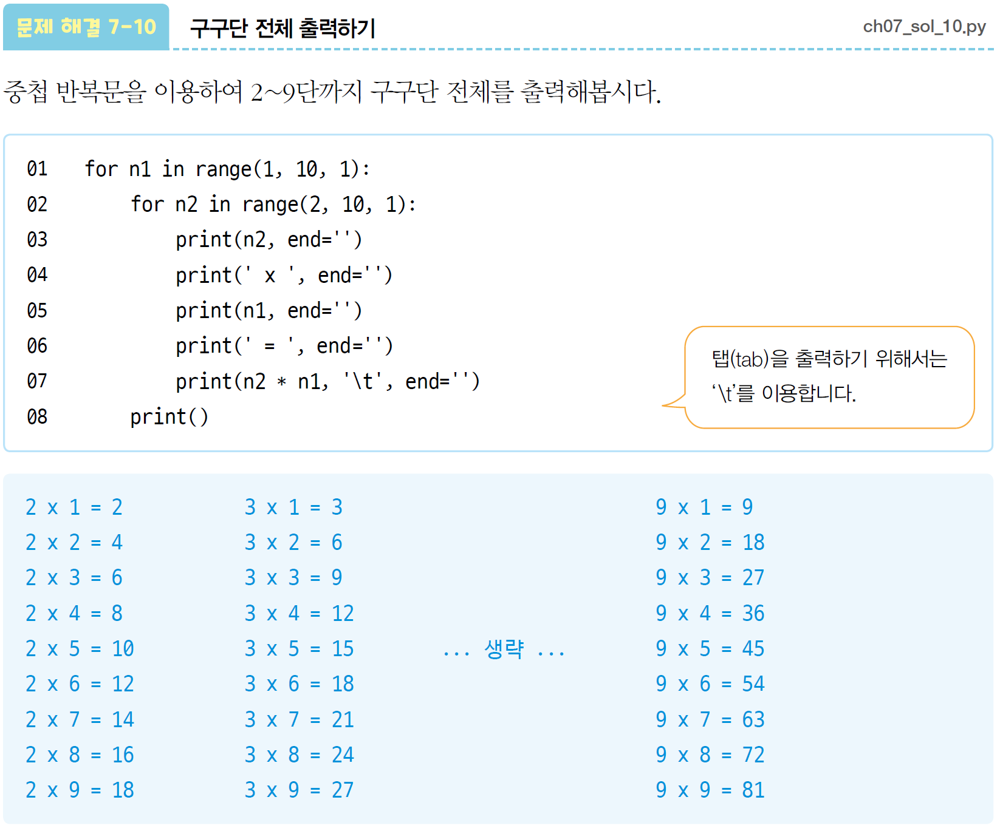 문제 해결 7-10 구구단 전체 출력하기 ch07_sol_10.py
중첩 반복문을 이용하여 2~9단까지 구구단 전체를 출력해봅시다.
01 for n1 in range(1, 10, 1):
02     for n2 in range(2, 10, 1):
03         print(n2, end='')
04         print(' x ', end='')
05         print(n1, end='')
06         print(' = ', end='')
07         print(n2 * n1, '\t', end='')
08     print()
탭(tab)을 출력하기 위해서는
‘\t’를 이용합니다.
2 x 1 = 2 3 x 1 = 3 9 x 1 = 9
2 x 2 = 4 3 x 2 = 6 9 x 2 = 18
2 x 3 = 6 3 x 3 = 9 9 x 3 = 27
2 x 4 = 8 3 x 4 = 12 9 x 4 = 36
2 x 5 = 10 3 x 5 = 15 ... 생략 ... 9 x 5 = 45
2 x 6 = 12 3 x 6 = 18 9 x 6 = 54
2 x 7 = 14 3 x 7 = 21 9 x 7 = 63
2 x 8 = 16 3 x 8 = 24 9 x 8 = 72
2 x 9 = 18 3 x 9 = 27 9 x 9 = 81